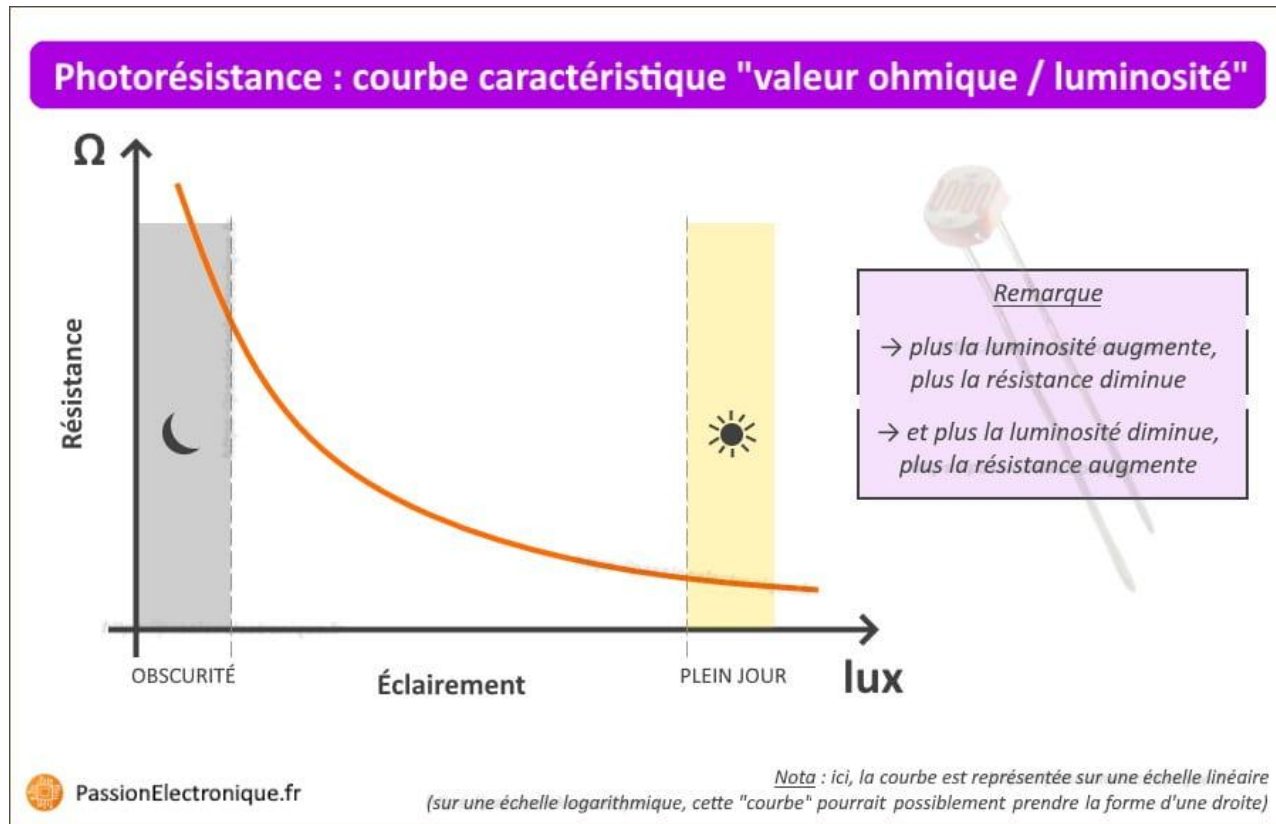 Photorésistance : courbe caractéristique "valeur ohmique / luminosité"
Ω
Résistance
Remarque
→ plus la luminosité augmente,
plus la résistance diminue
→ et plus la luminosité diminue,
plus la résistance augmente
OBSCURITÉ
Éclairement
PLEIN JOUR
lux
PassionElectronique.fr
Nota : ici, la courbe est représentée sur une échelle linéaire
(sur une échelle logarithmique, cette "courbe" pourrait possiblement prendre la forme d'une droite)